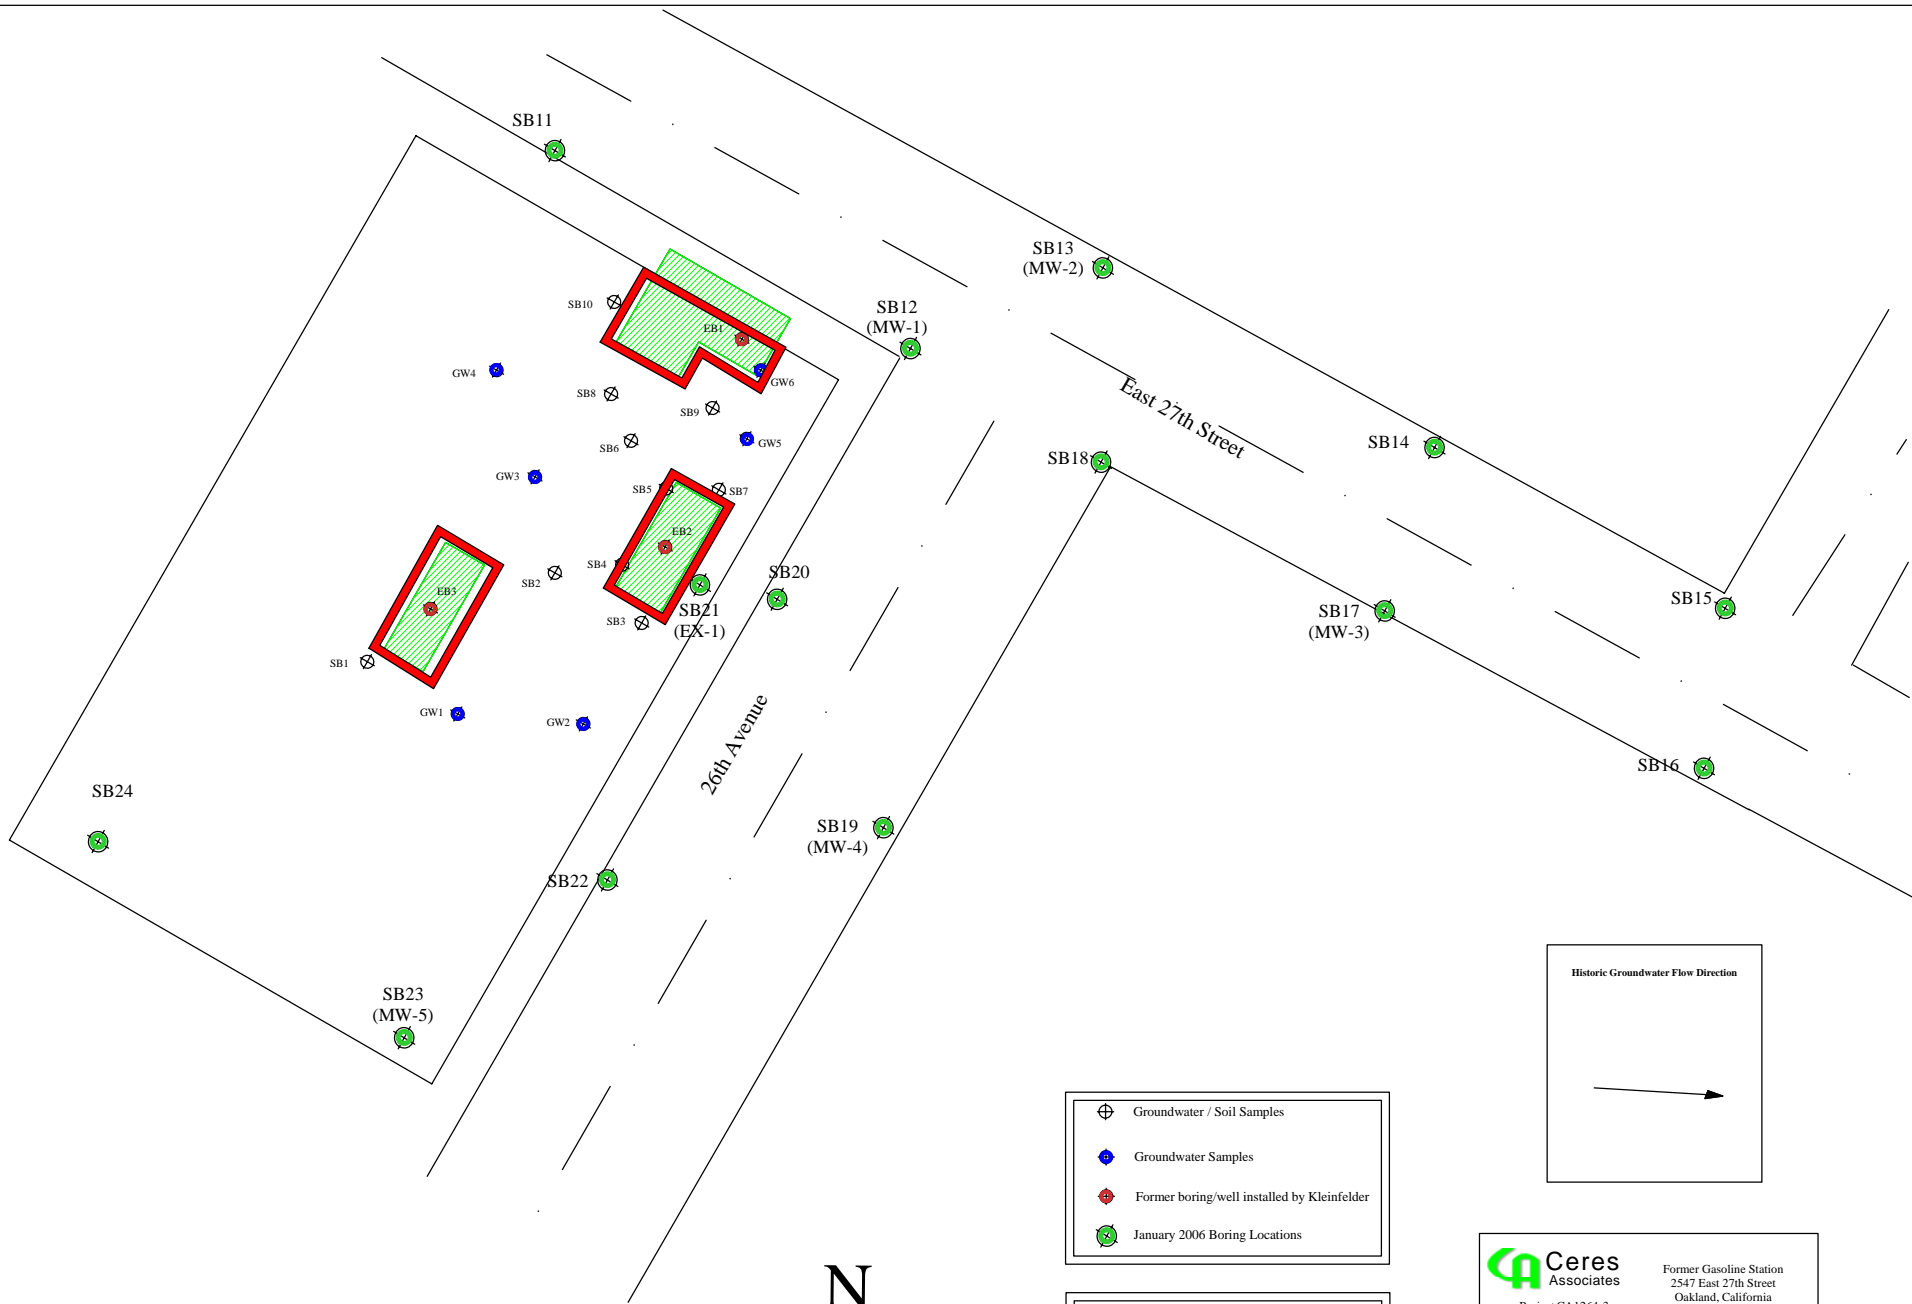 SB11
SB13
(MW-2)
SB12
(MW-1)
SB10
EB1
GW4
GW6
SB8
SB9
East 27th Street
SB6
GW5
SB14
SB18
GW3
SB5
SB7
EB2
SB4
SB2
SB20
EB3
SB21
(EX-1)
SB3
SB17
(MW-3)
SB15
SB1
GW1
GW2
26th Avenue
SB16
SB24
SB19
(MW-4)
SB22
SB23
(MW-5)
Historic Groundwater Flow Direction
Groundwater / Soil Samples
Groundwater Samples
Former boring/well installed by Kleinfelder
January 2006 Boring Locations
N
CA Ceres
Associates
Former Gasoline Station
2547 East 27th Street
Oakland, California